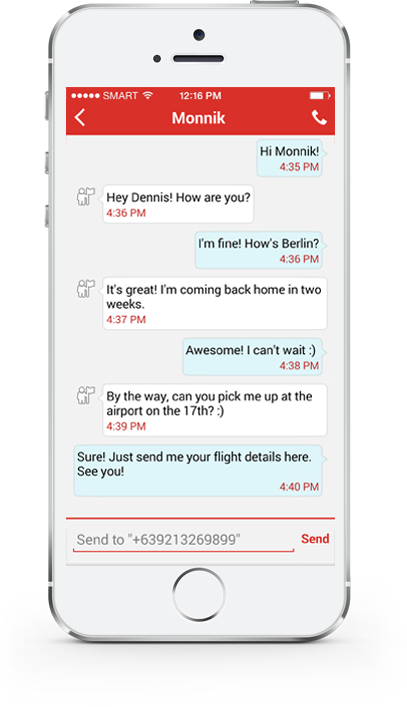 SMART 12:16 PM
Monnik
Hi Monnik!
4:35 PM
Hey Dennis! How are you?
4:36 PM
I'm fine! How's Berlin?
4:36 PM
It's great! I'm coming back home in two
weeks.
4:37 PM
Awesome! I can't wait :)
4:38 PM
By the way, can you pick me up at the
airport on the 17th? :)
4:39 PM
Sure! Just send me your flight details here.
See you!
4:40 PM
Send to "+639213269899" Send